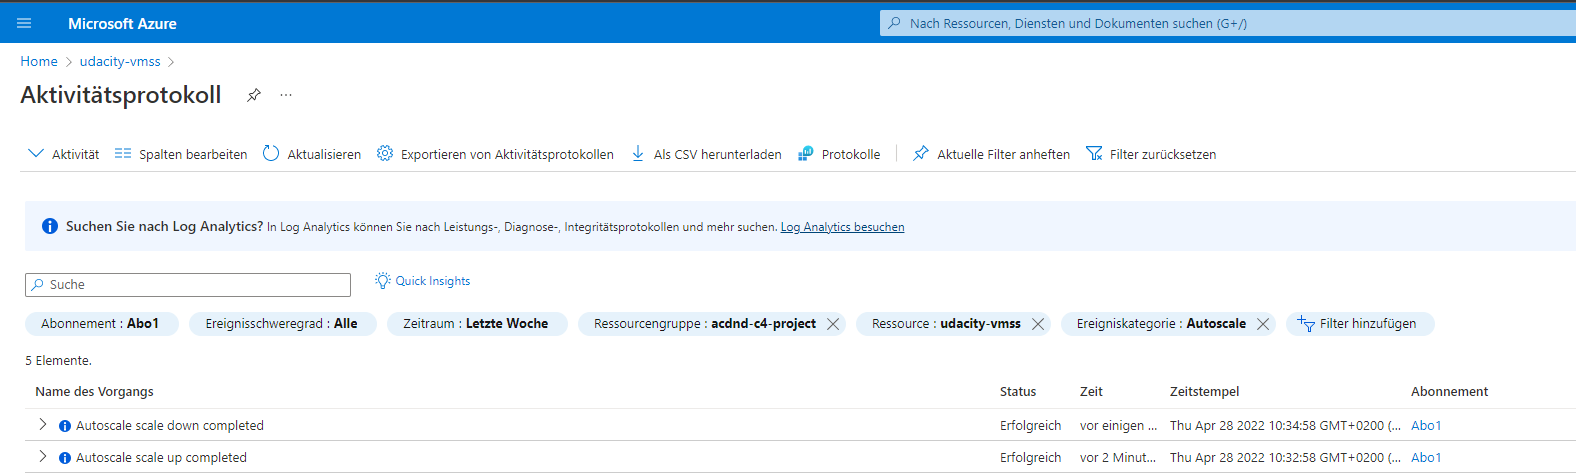 Microsoft Azure
Nach Ressourcen, Diensten und Dokumenten suchen (G+/)
Home > udacity-vmss >
Aktivitätsprotokoll ...
Aktivität Spalten bearbeiten Aktualisieren Exportieren von Aktivitätsprotokollen Als CSV herunterladen Protokolle Aktuelle Filter anheften Filter zurücksetzen
Suchen Sie nach Log Analytics? In Log Analytics können Sie nach Leistungs-, Diagnose-, Integritätsprotokollen und mehr suchen. Log Analytics besuchen
Suche Quick Insights
Abonnement : Abo1 Ereignisschweregrad : Alle Zeitraum : Letzte Woche Ressourcengruppe : acdnd-c4-project Ressource : udacity-vmss Ereigniskategorie : Autoscale Filter hinzufügen
5 Elemente.
Name des Vorgangs Status Zeit Zeitstempel Abonnement
Autoscale scale down completed Erfolgreich vor einigen ... Thu Apr 28 2022 10:34:58 GMT+0200 (... Abo1
Autoscale scale up completed Erfolgreich vor 2 Minut... Thu Apr 28 2022 10:32:58 GMT+0200 (... Abo1